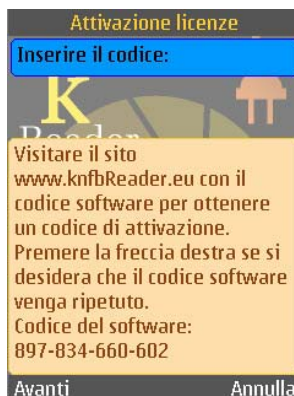 Attivazione licenze
Inserire il codice:
K
Reader
Visitare il sito
www.knfbReader.eu con il
codice software per ottenere
un codice di attivazione.
Premere la freccia destra se si
desidera che il codice software
venga ripetuto.
Codice del software:
897-834-660-602
Avanti Annulla